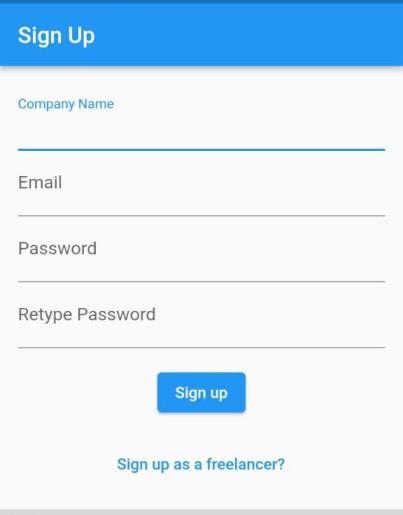 Sign Up
Company Name
Email
Password
Retype Password
Sign up
Sign up as a freelancer?